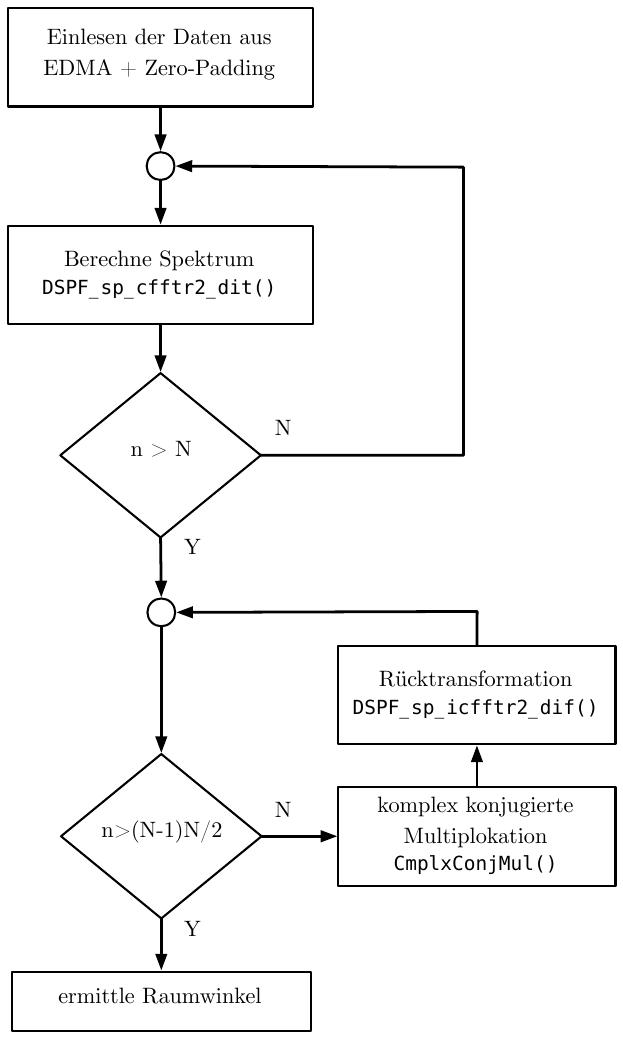 Einlesen der Daten aus
EDMA + Zero-Padding
Berechne Spektrum
DSPF_sp_cfftr2_dit()
n > N
N
Y
Rücktransformation
DSPF_sp_icfftr2_dif()
komplex konjugierte
Multiplokation
CmplxConjMul()
n>(N-1)N/2
N
Y
ermittle Raumwinkel